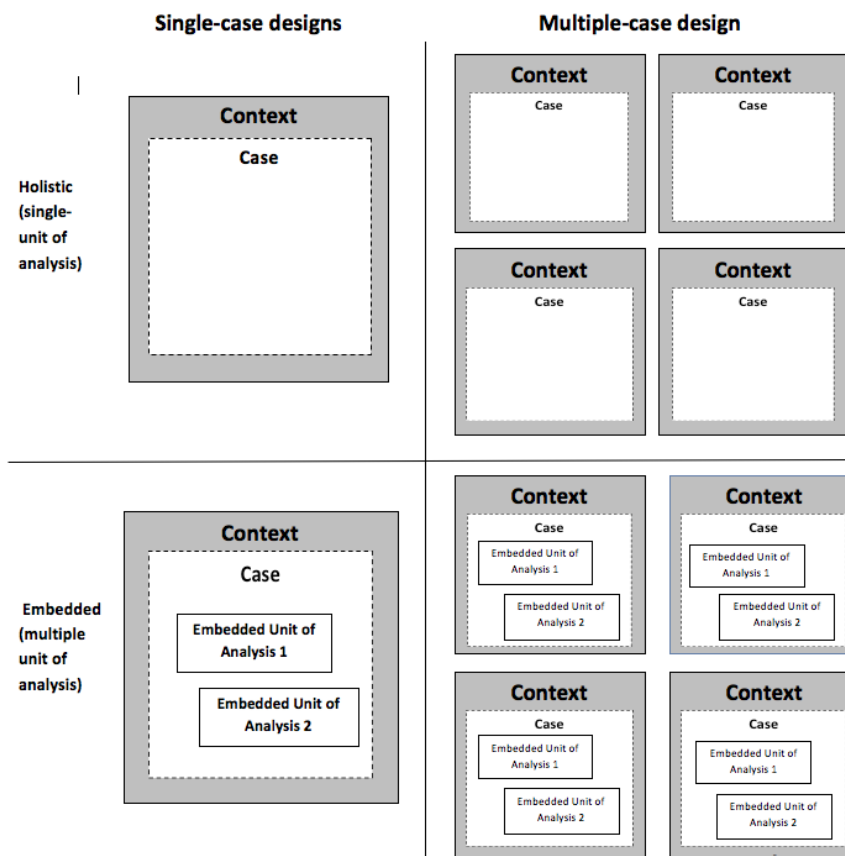 Single-case designs
Multiple-case design
Holistic
(single-
unit of
analysis)
Context
Case
Context
Case
Context
Case
Context
Case
Context
Case
Embedded
(multiple
unit of
analysis)
Context
Case
Embedded Unit of
Analysis 1
Embedded Unit of
Analysis 2
Context
Case
Embedded Unit of
Analysis 1
Embedded Unit of
Analysis 2
Context
Case
Embedded Unit of
Analysis 1
Embedded Unit of
Analysis 2
Context
Case
Embedded Unit of
Analysis 1
Embedded Unit of
Analysis 2
Context
Case
Embedded Unit of
Analysis 1
Embedded Unit of
Analysis 2